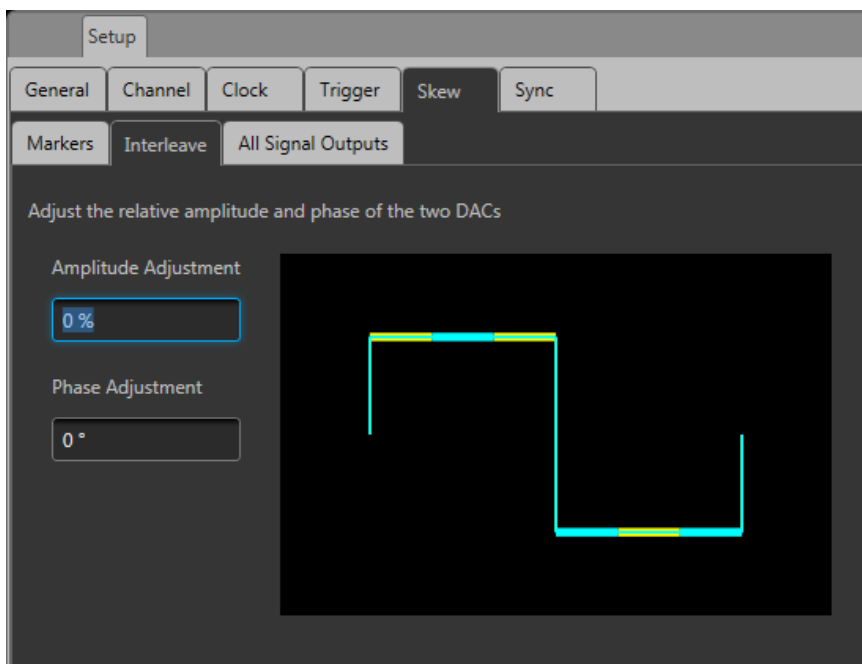 Setup
General Channel Clock Trigger Skew Sync
Markers Interleave All Signal Outputs
Adjust the relative amplitude and phase of the two DACs
Amplitude Adjustment
0 %
Phase Adjustment
0 °